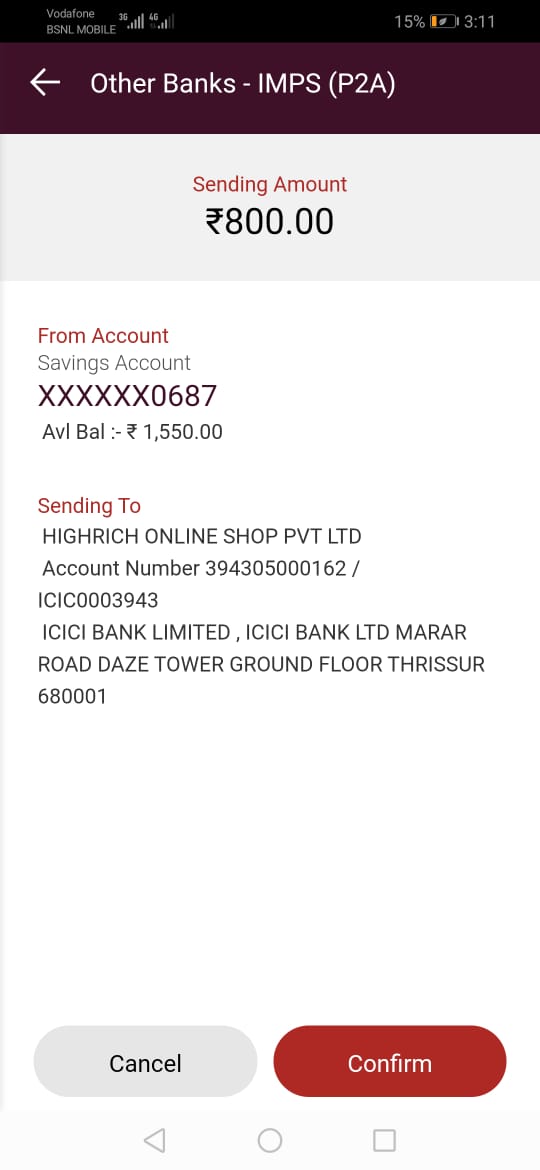 Vodafone
BSNL MOBILE 3G 4G 15% 3:11
Other Banks - IMPS (P2A)
Sending Amount
₹800.00
From Account
Savings Account
XXXXXX0687
Avl Bal :- ₹ 1,550.00
Sending To
HIGHRICH ONLINE SHOP PVT LTD
Account Number 394305000162 /
ICIC0003943
ICICI BANK LIMITED , ICICI BANK LTD MARAR
ROAD DAZE TOWER GROUND FLOOR THRISSUR
680001
Cancel Confirm